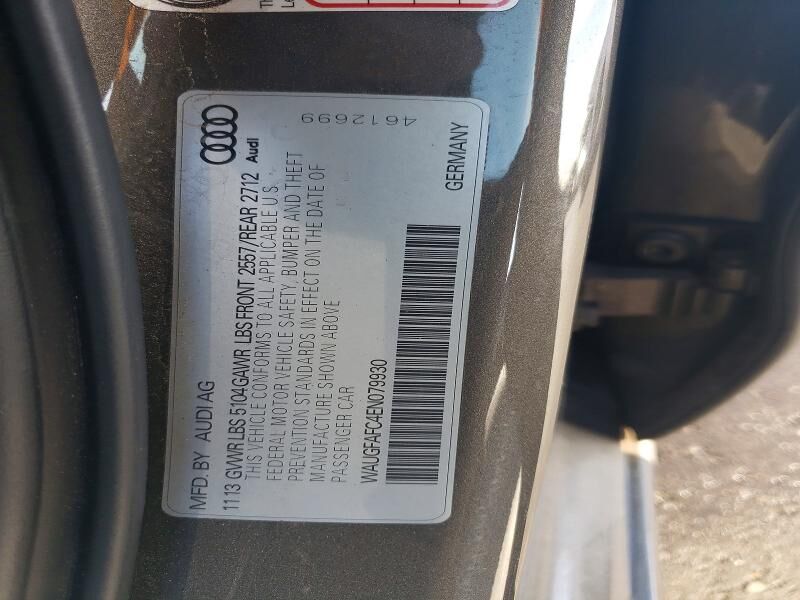 MFD. BY AUDI AG
1113 GVWR LBS 5104GAWR LBS FRONT 2557/REAR 2712 Audi
THIS VEHICLE CONFORMS TO ALL APPLICABLE U.S.
FEDERAL MOTOR VEHICLE SAFETY, BUMPER AND THEFT
PREVENTION STANDARDS IN EFFECT ON THE DATE OF
MANUFACTURE SHOWN ABOVE
PASSENGER CAR
WAUGFAFC4EN079930
GERMANY
4612699